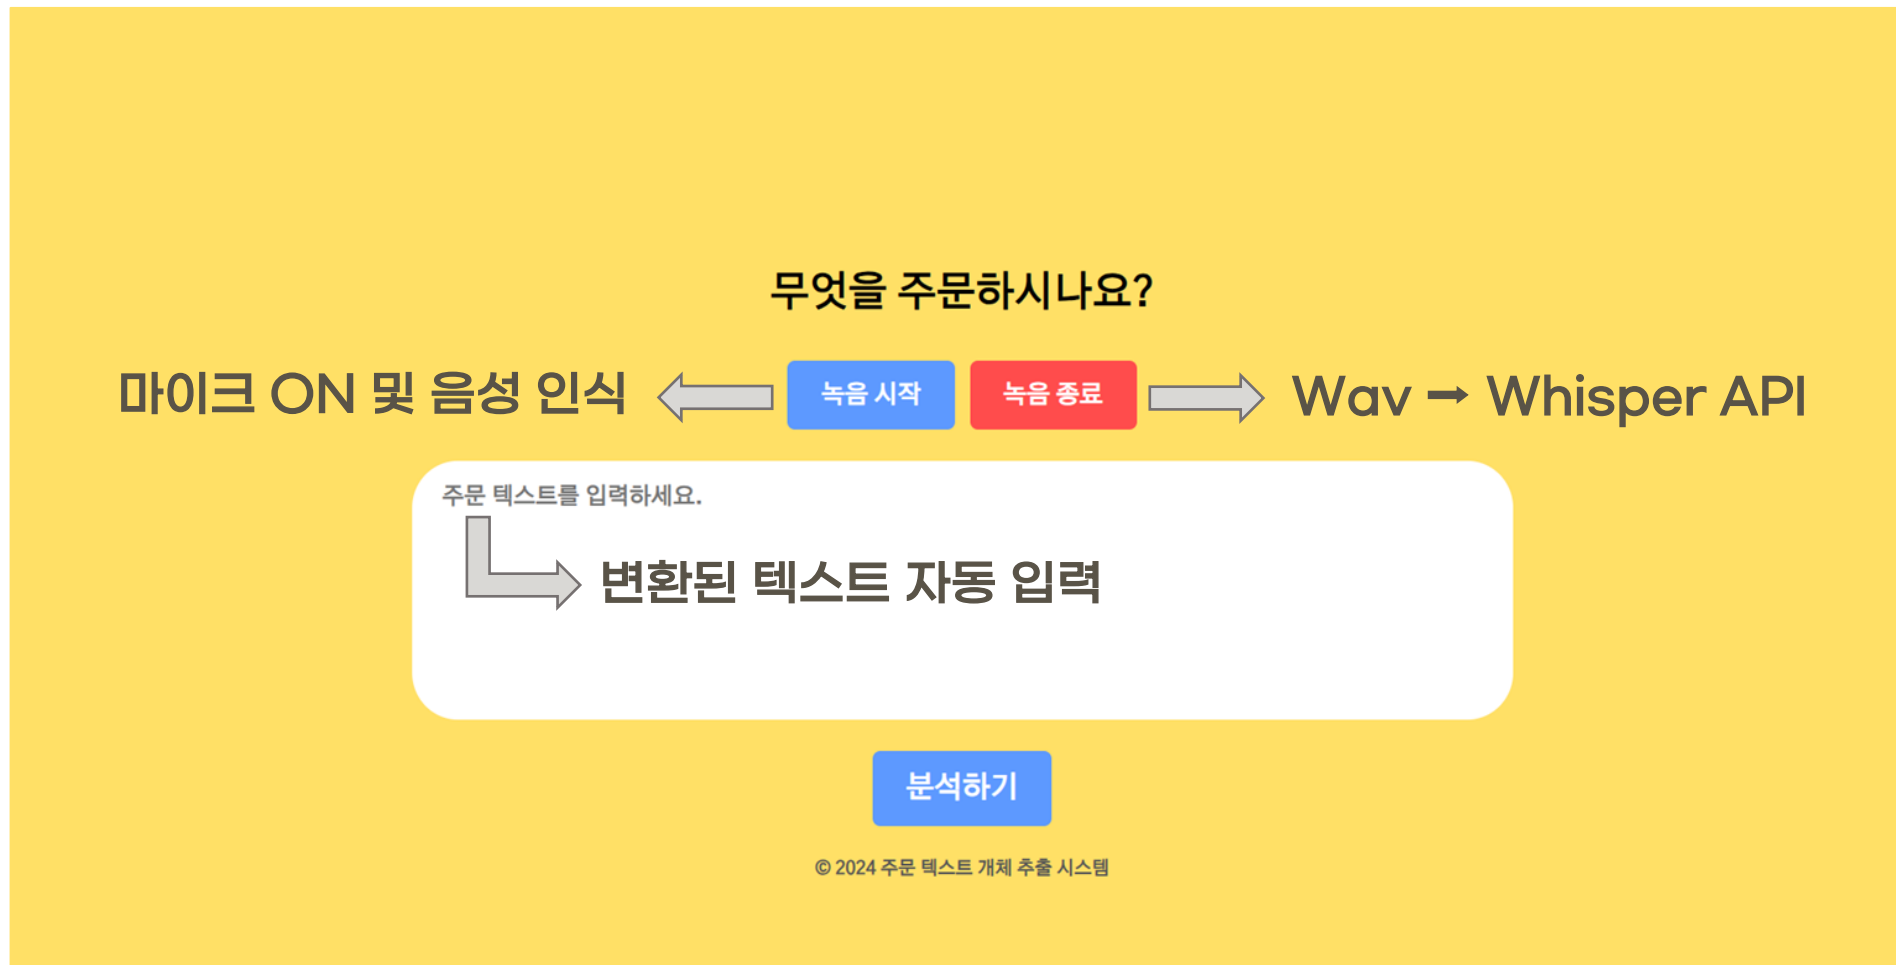 무엇을 주문하시나요?
마이크 ON 및 음성 인식
녹음 시작
녹음 종료
Wav → Whisper API
주문 텍스트를 입력하세요.
변환된 텍스트 자동 입력
분석하기
© 2024 주문 텍스트 개체 추출 시스템